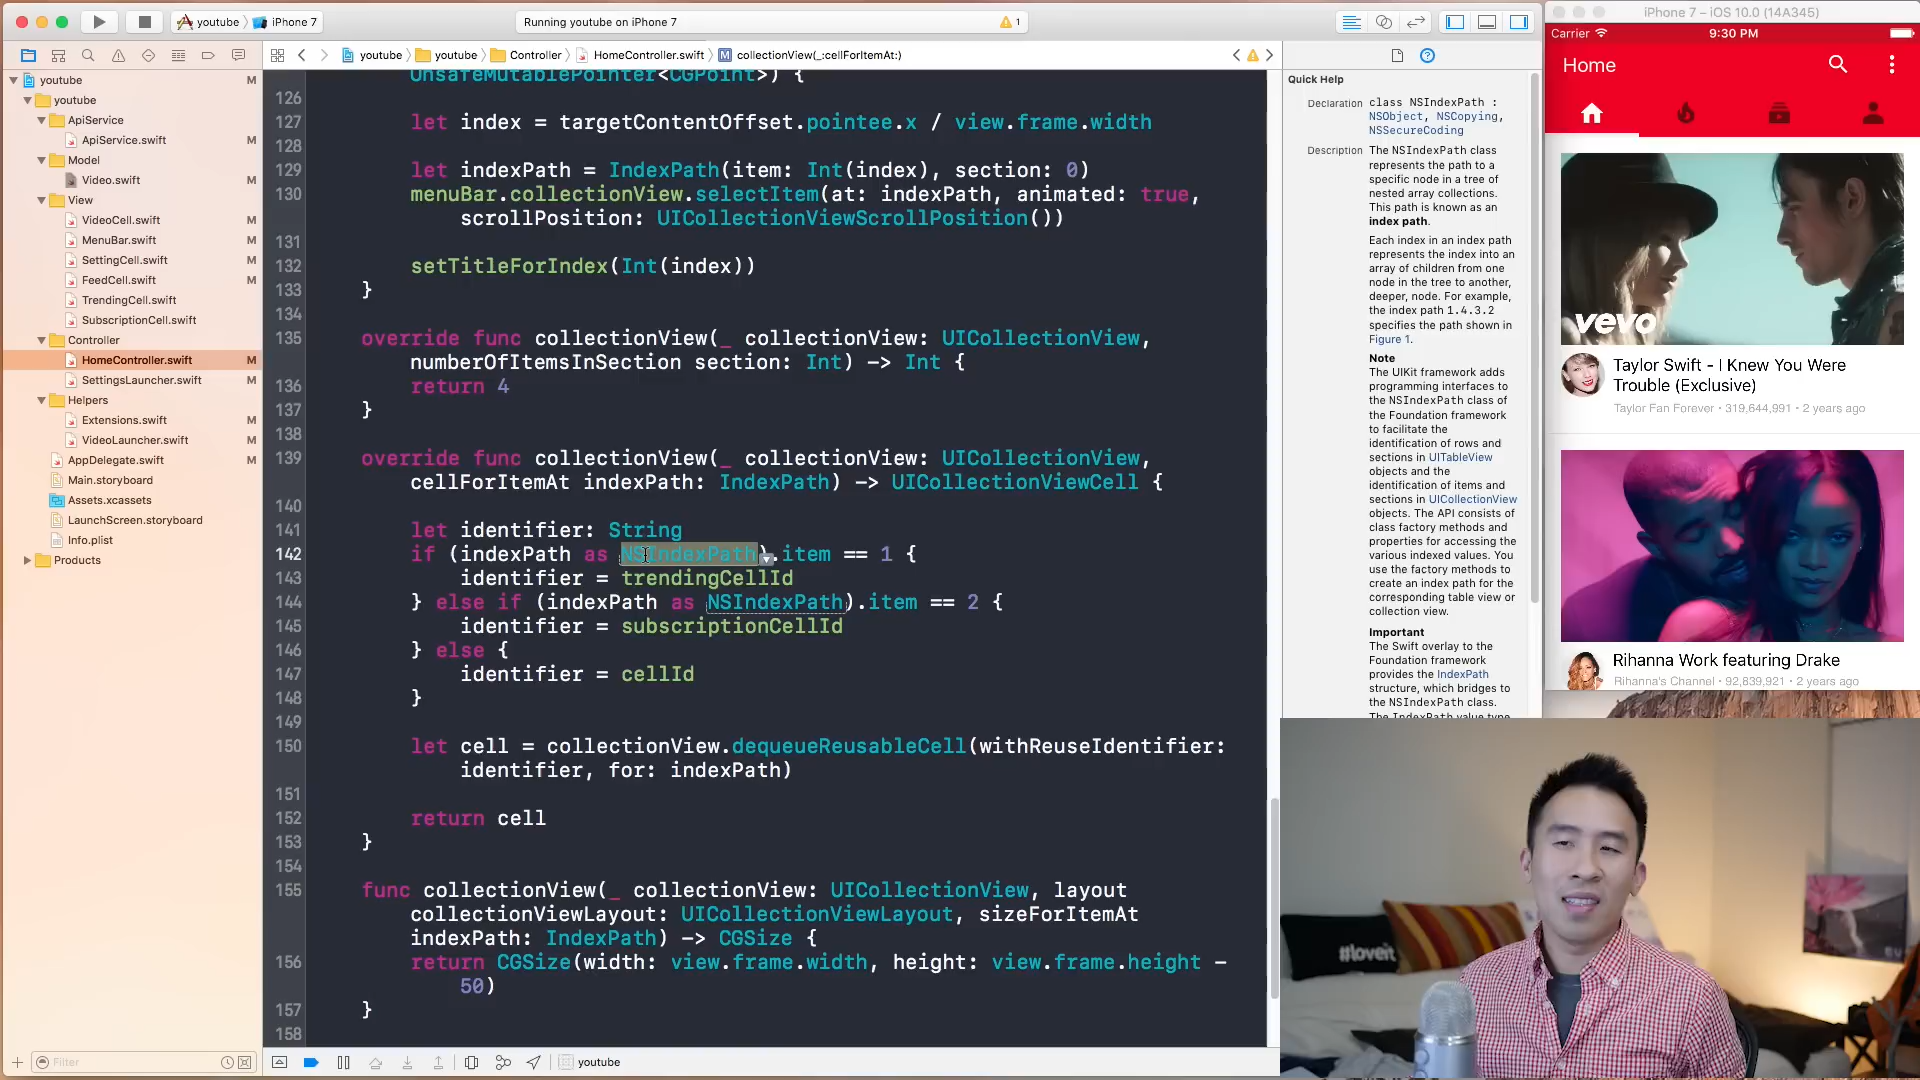 youtube
iPhone 7
Running youtube on iPhone 7
1
youtube
youtube
Controller
HomeController.swift
collectionView(_:cellForItemAt:)
youtube M
youtube
ApiService
ApiService.swift M
Model
Video.swift M
View
VideoCell.swift M
MenuBar.swift M
SettingCell.swift M
FeedCell.swift M
TrendingCell.swift
SubscriptionCell.swift
Controller
HomeController.swift M
SettingsLauncher.swift M
Helpers
Extensions.swift M
VideoLauncher.swift M
AppDelegate.swift M
Main.storyboard
Assets.xcassets
LaunchScreen.storyboard
Info.plist
Products
Filter
UnsafeMutablePointer<CGPoint>) {
126
127 let index = targetContentOffset.pointee.x / view.frame.width
128
129 let indexPath = IndexPath(item: Int(index), section: 0)
130 menuBar.collectionView.selectItem(at: indexPath, animated: true,
scrollPosition: UICollectionViewScrollPosition())
131
132 setTitleForIndex(Int(index))
133 }
134
135 override func collectionView(_ collectionView: UICollectionView,
numberOfItemsInSection section: Int) -> Int {
136 return 4
137 }
138
139 override func collectionView(_ collectionView: UICollectionView,
cellForItemAt indexPath: IndexPath) -> UICollectionViewCell {
140
141 let identifier: String
142 if (indexPath as NSIndexPath).item == 1 {
143 identifier = trendingCellId
144 } else if (indexPath as NSIndexPath).item == 2 {
145 identifier = subscriptionCellId
146 } else {
147 identifier = cellId
148 }
149
150 let cell = collectionView.dequeueReusableCell(withReuseIdentifier:
identifier, for: indexPath)
151
152 return cell
153 }
154
155 func collectionView(_ collectionView: UICollectionView, layout
collectionViewLayout: UICollectionViewLayout, sizeForItemAt
indexPath: IndexPath) -> CGSize {
156 return CGSize(width: view.frame.width, height: view.frame.height -
50)
157 }
158
youtube
Quick Help
Declaration class NSIndexPath :
NSObject, NSCopying,
NSSecureCoding
Description The NSIndexPath class
represents the path to a
specific node in a tree of
nested array collections.
This path is known as an
index path.
Each index in an index path
represents the index into an
array of children from one
node in the tree to another,
deeper, node. For example,
the index path 1.4.3.2
specifies the path shown in
Figure 1.
Note
The UIKit framework adds
programming interfaces to
the NSIndexPath class of
the Foundation framework
to facilitate the
identification of rows and
sections in UITableView
objects and the
identification of items and
sections in UICollectionView
objects. The API consists of
class factory methods and
properties for accessing the
various indexed values. You
use the factory methods to
create an index path for the
corresponding table view or
collection view.
Important
The Swift overlay to the
Foundation framework
provides the IndexPath
structure, which bridges to
the NSIndexPath class.
The IndexPath value type
iPhone 7 – iOS 10.0 (14A345)
Carrier 9:30 PM
Home
vevo
Taylor Swift - I Knew You Were
Trouble (Exclusive)
Taylor Fan Forever • 319,644,991 • 2 years ago
Rihanna Work featuring Drake
Rihanna's Channel • 92,839,921 • 2 years ago
#loveit